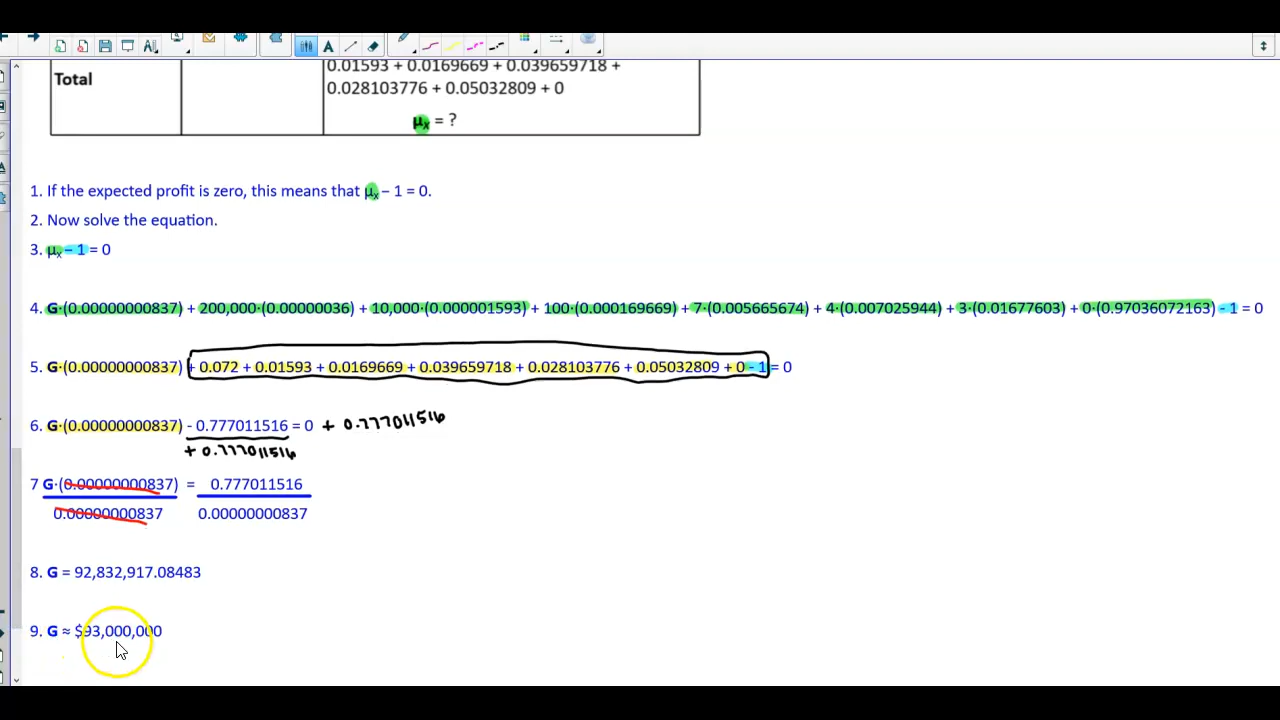 0.01593 + 0.0169669 + 0.039659718 +
Total
0.028103776 + 0.05032809 + 0
μx = ?
1. If the expected profit is zero, this means that μx − 1 = 0.
2. Now solve the equation.
3. μx − 1 = 0
4. G·(0.00000000837) + 200,000·(0.00000036) + 10,000·(0.000001593) + 100·(0.000169669) + 7·(0.005665674) + 4·(0.007025944) + 3·(0.01677603) + 0·(0.97036072163) - 1 = 0
5. G·(0.00000000837) + 0.072 + 0.01593 + 0.0169669 + 0.039659718 + 0.028103776 + 0.05032809 + 0 - 1 = 0
6. G·(0.00000000837) - 0.777011516 = 0 + 0.777011516
+ 0.777011516
7 G·(0.00000000837) = 0.777011516
0.00000000837 0.00000000837
8. G = 92,832,917.08483
9. G ≈ $93,000,000